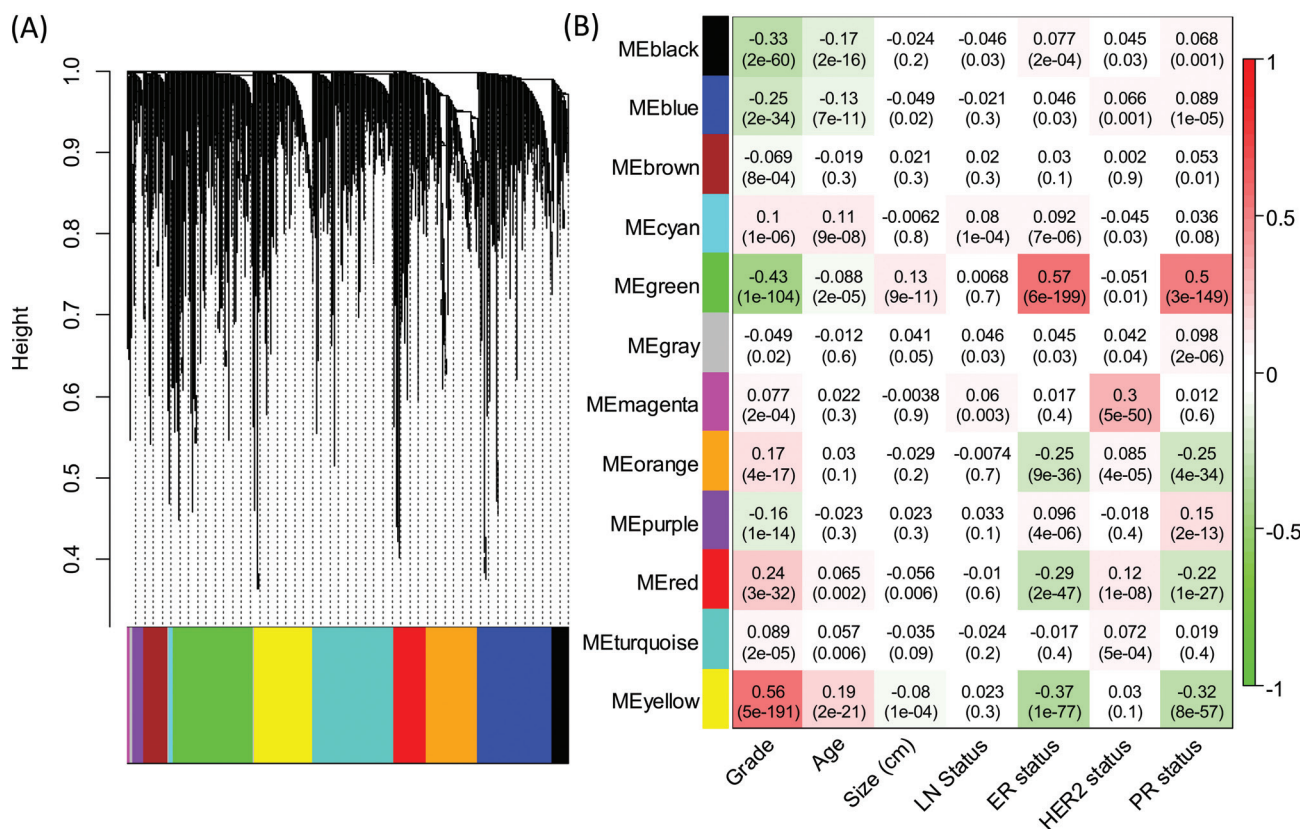 (A)
Height
1.0
0.9
0.8
0.7
0.6
0.5
0.4
(B)
MEblack
-0.33 -0.17 -0.024 -0.046 0.077 0.045 0.068
(2e-60) (2e-16) (0.2) (0.03) (2e-04) (0.03) (0.001)
MEblue
-0.25 -0.13 -0.049 -0.021 0.046 0.066 0.089
(2e-34) (7e-11) (0.02) (0.3) (0.03) (0.001) (1e-05)
MEbrown
-0.069 -0.019 0.021 0.02 0.03 0.002 0.053
(8e-04) (0.3) (0.3) (0.3) (0.1) (0.9) (0.01)
MEcyan
0.1 0.11 -0.0062 0.08 0.092 -0.045 0.036
(1e-06) (9e-08) (0.8) (1e-04) (7e-06) (0.03) (0.08)
MEgreen
-0.43 -0.088 0.13 0.0068 0.57 -0.051 0.5
(1e-104) (2e-05) (9e-11) (0.7) (6e-199) (0.01) (3e-149)
MEgray
-0.049 -0.012 0.041 0.046 0.045 0.042 0.098
(0.02) (0.6) (0.05) (0.03) (0.03) (0.04) (2e-06)
MEmagenta
0.077 0.022 -0.0038 0.06 0.017 0.3 0.012
(2e-04) (0.3) (0.9) (0.003) (0.4) (5e-50) (0.6)
MEorange
0.17 0.03 -0.029 -0.0074 -0.25 0.085 -0.25
(4e-17) (0.1) (0.2) (0.7) (9e-36) (4e-05) (4e-34)
MEpurple
-0.16 -0.023 0.023 0.033 0.096 -0.018 0.15
(1e-14) (0.3) (0.3) (0.1) (4e-06) (0.4) (2e-13)
MEred
0.24 0.065 -0.056 -0.01 -0.29 0.12 -0.22
(3e-32) (0.002) (0.006) (0.6) (2e-47) (1e-08) (1e-27)
MEturquoise
0.089 0.057 -0.035 -0.024 -0.017 0.072 0.019
(2e-05) (0.006) (0.09) (0.2) (0.4) (5e-04) (0.4)
MEyellow
0.56 0.19 -0.08 0.023 -0.37 0.03 -0.32
(5e-191) (2e-21) (1e-04) (0.3) (1e-77) (0.1) (8e-57)
Grade
Age
Size (cm)
LN Status
ER status
HER2 status
PR status
1
0.5
0
-0.5
-1